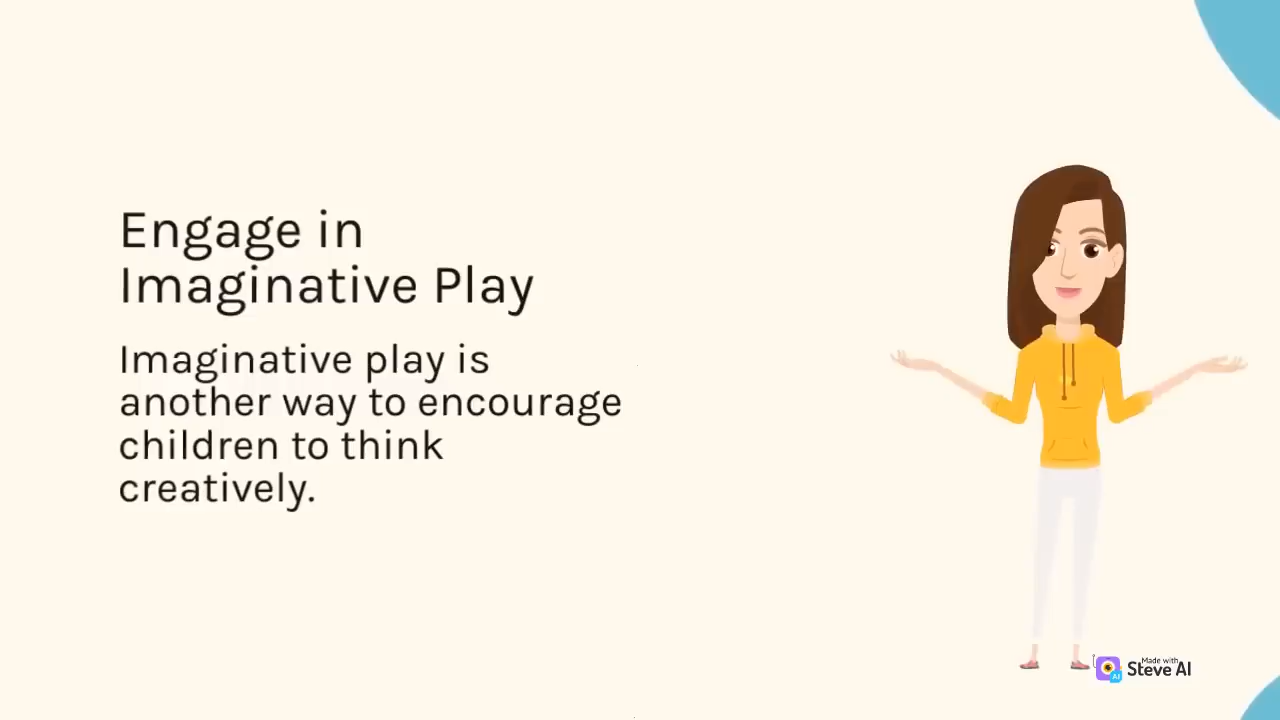 Engage in
Imaginative Play
Imaginative play is
another way to encourage
children to think
creatively.
Made with
Steve AI
AI